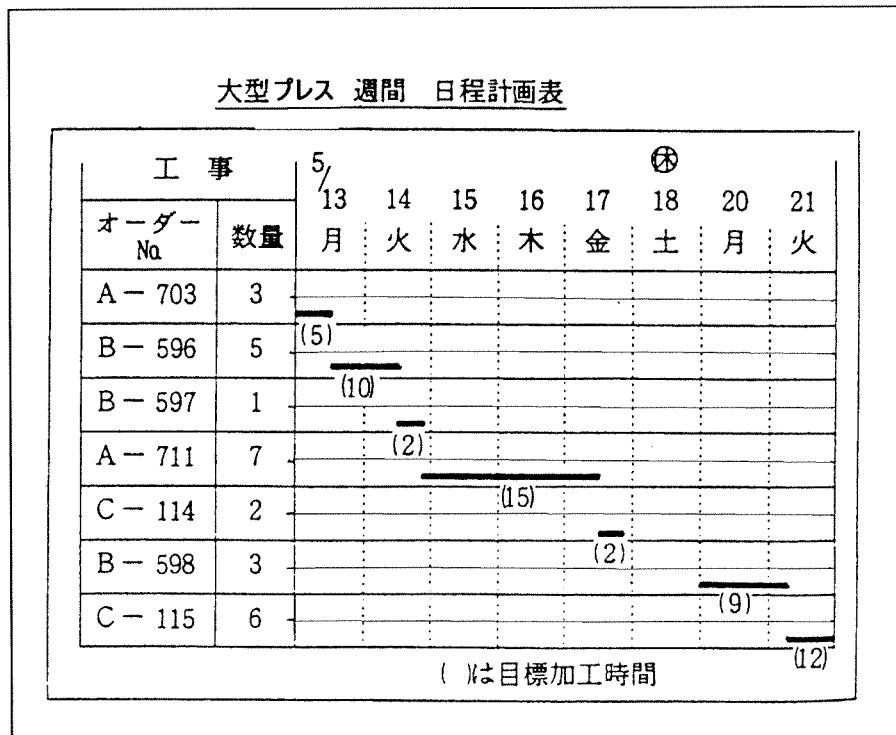 大型プレス 週間 日程計画表
工事
5/
㊡
13 14 15 16 17 18 20 21
オーダー
No.
数量
月 火 水 木 金 土 月 火
A-703 3
(5)
B-596 5
(10)
B-597 1
(2)
A-711 7
(15)
C-114 2
(2)
B-598 3
(9)
C-115 6
(12)
( )は目標加工時間